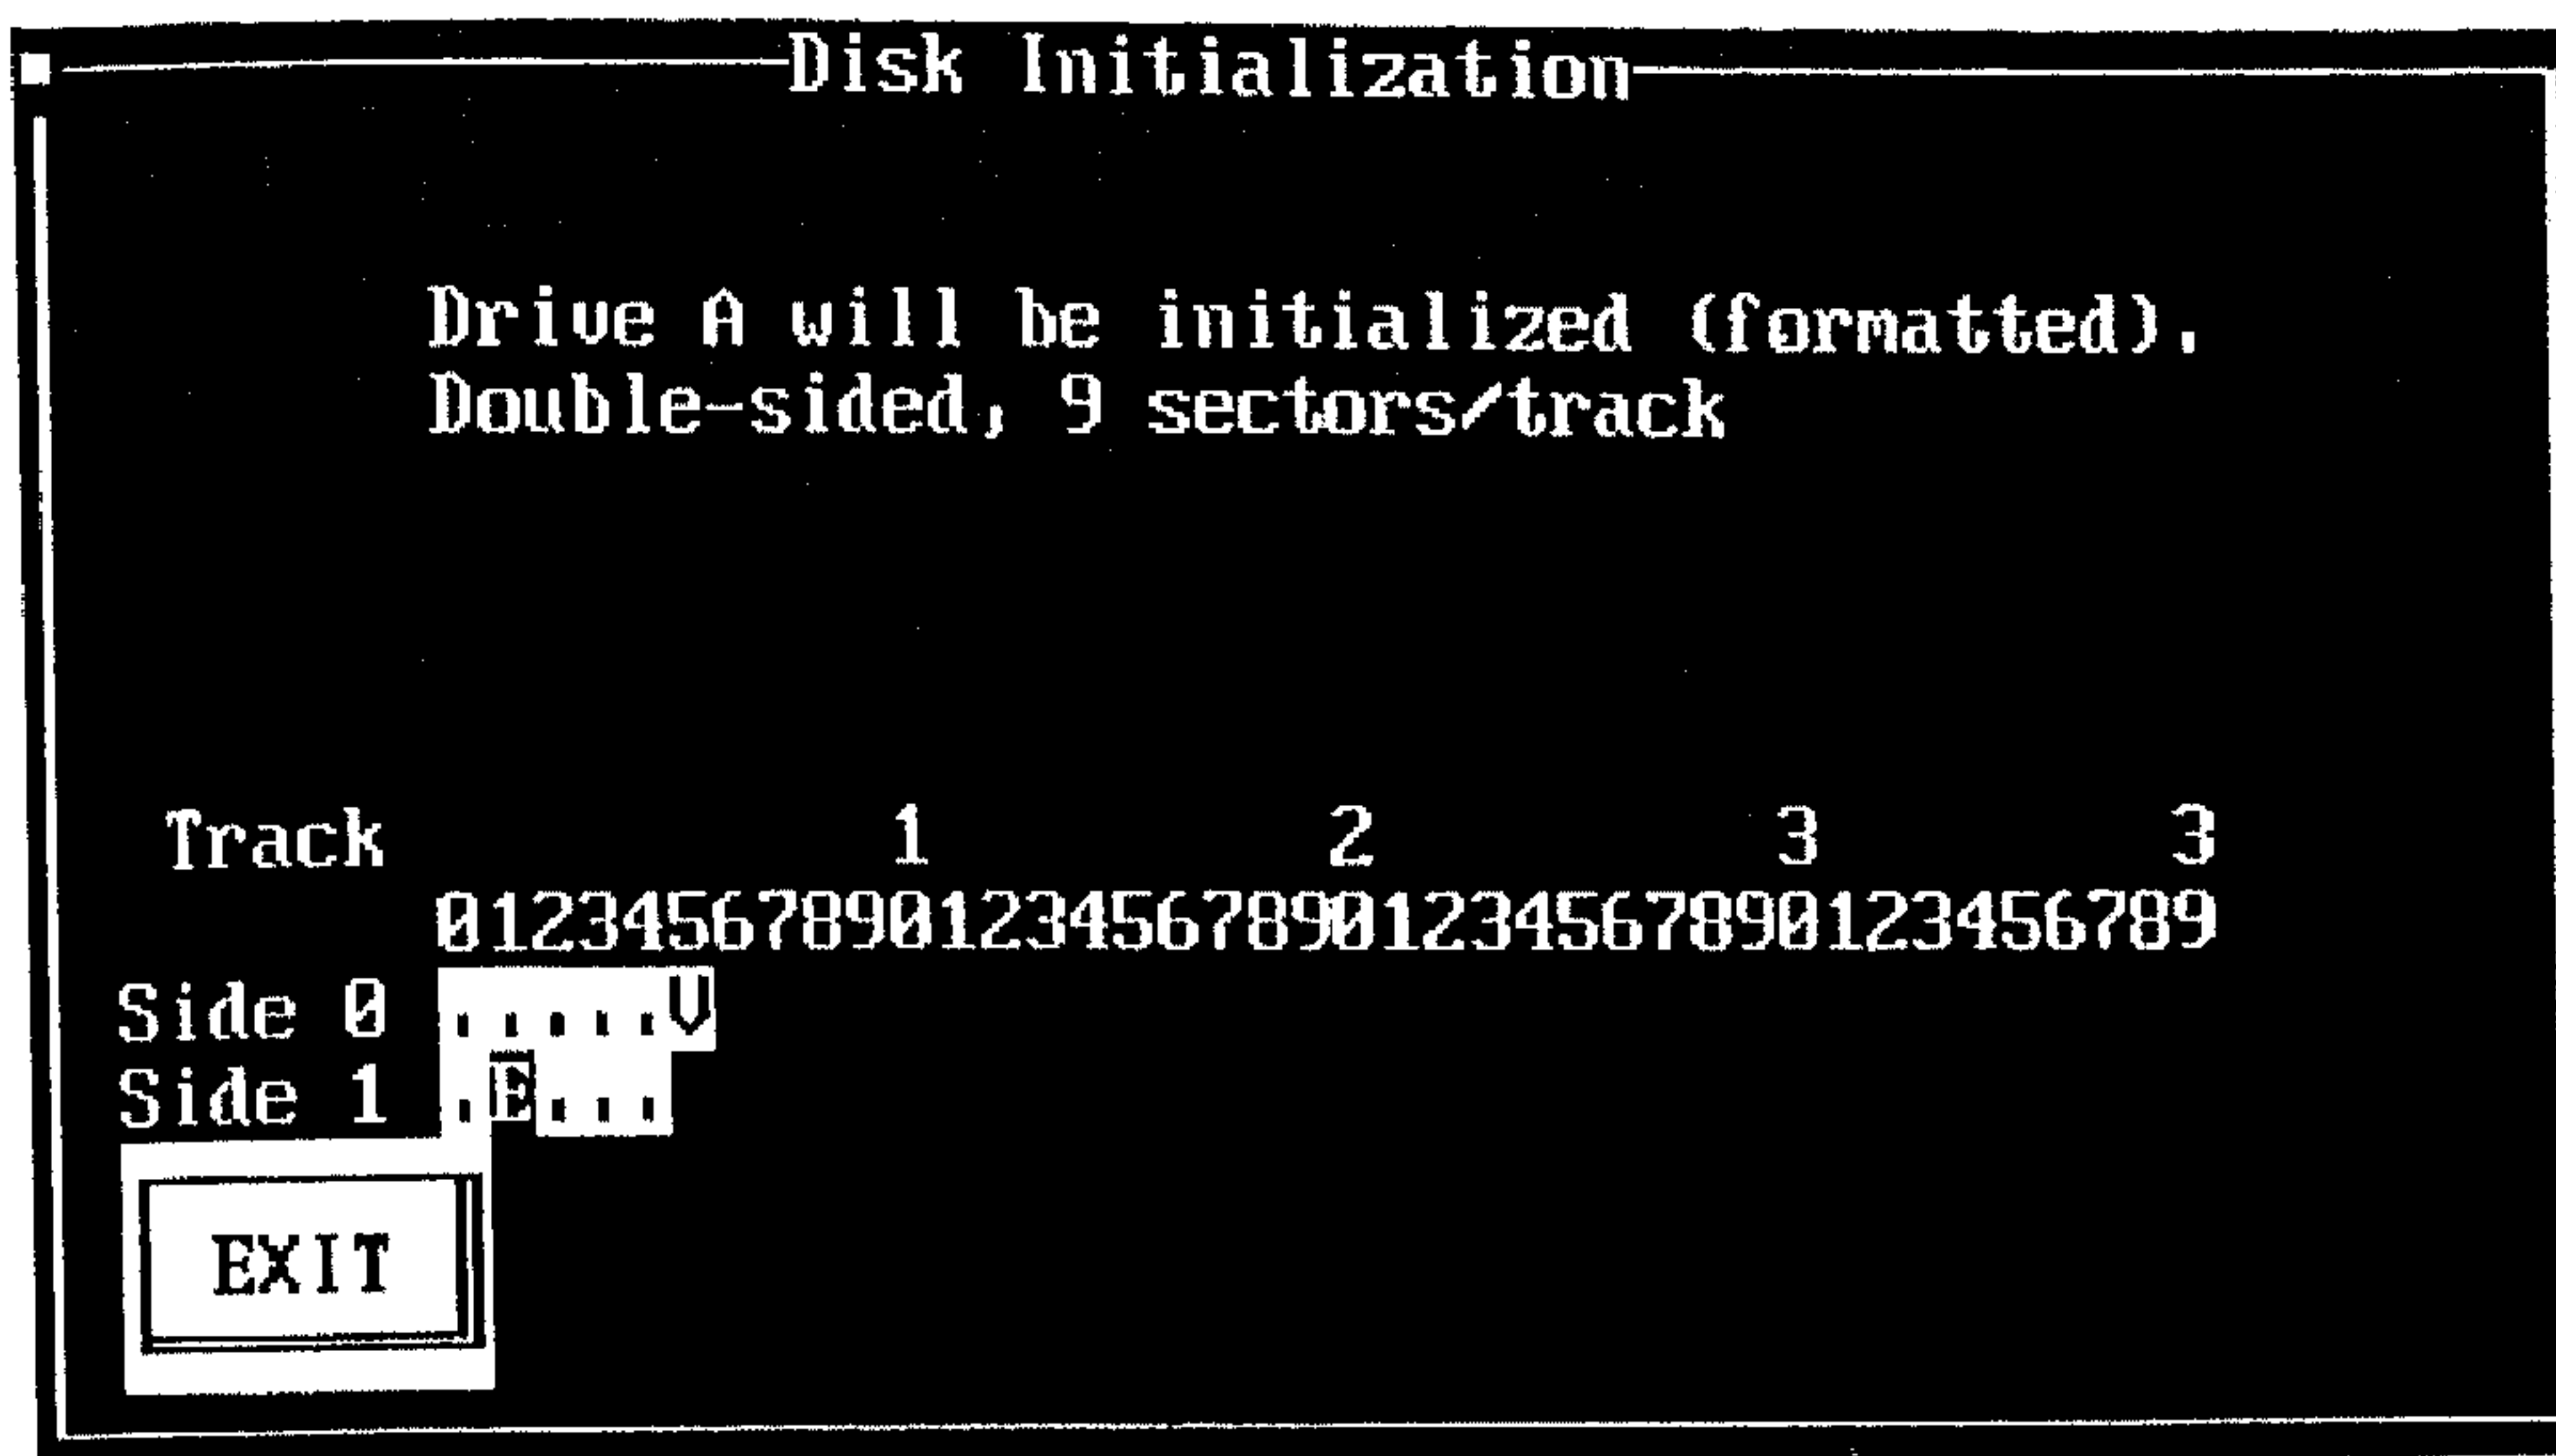 Disk Initialization
Drive A will be initialized (formatted).
Double-sided, 9 sectors/track
Track 1 2 3 3
0123456789012345678901234567890123456789
Side 0 .....V
Side 1 .E...
EXIT